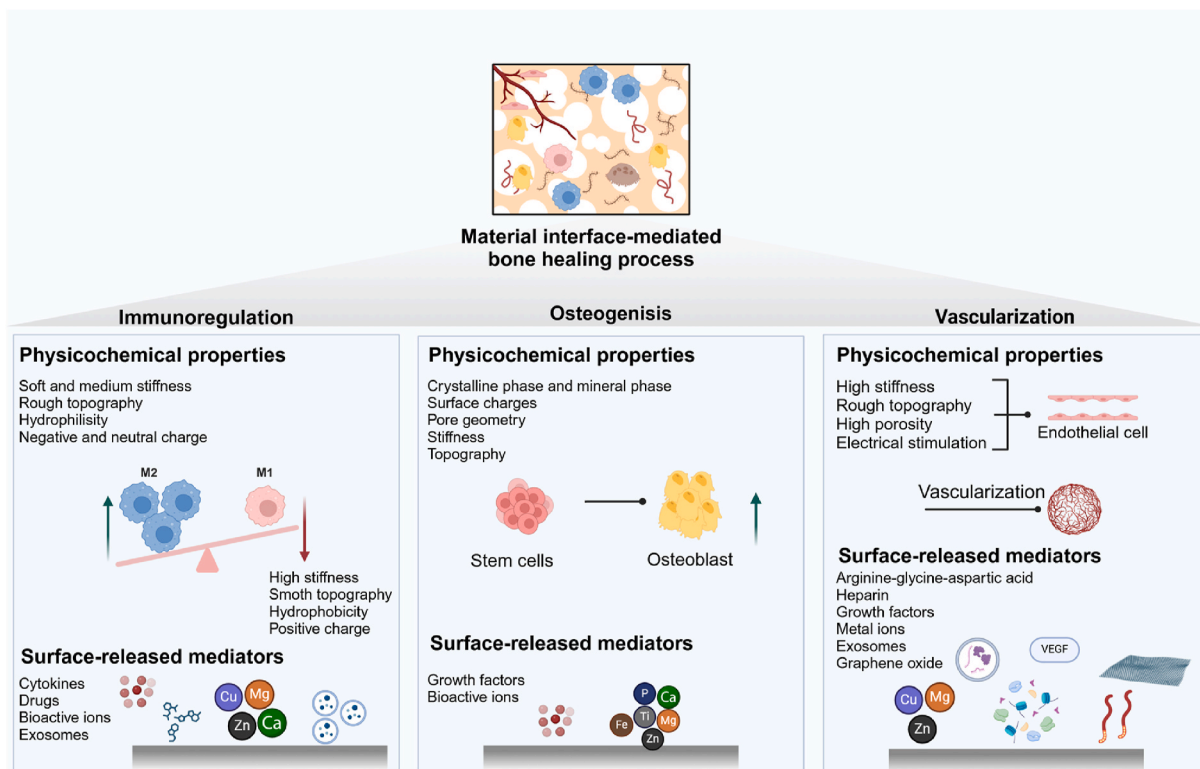 Material interface-mediated
bone healing process
Immunoregulation
Physicochemical properties
Soft and medium stiffness
Rough topography
Hydrophilisity
Negative and neutral charge
M2
M1
High stiffness
Smoth topography
Hydrophobicity
Positive charge
Surface-released mediators
Cytokines
Drugs
Bioactive ions
Exosomes
Cu
Mg
Zn
Ca
Osteogenisis
Physicochemical properties
Crystalline phase and mineral phase
Surface charges
Pore geometry
Stiffness
Topography
Stem cells
Osteoblast
Surface-released mediators
Growth factors
Bioactive ions
P
Ca
Fe
Ti
Mg
Zn
Vascularization
Physicochemical properties
High stiffness
Rough topography
High porosity
Electrical stimulation
Endothelial cell
Vascularization
Surface-released mediators
Arginine-glycine-aspartic acid
Heparin
Growth factors
Metal ions
Exosomes
Graphene oxide
VEGF
Cu
Mg
Zn